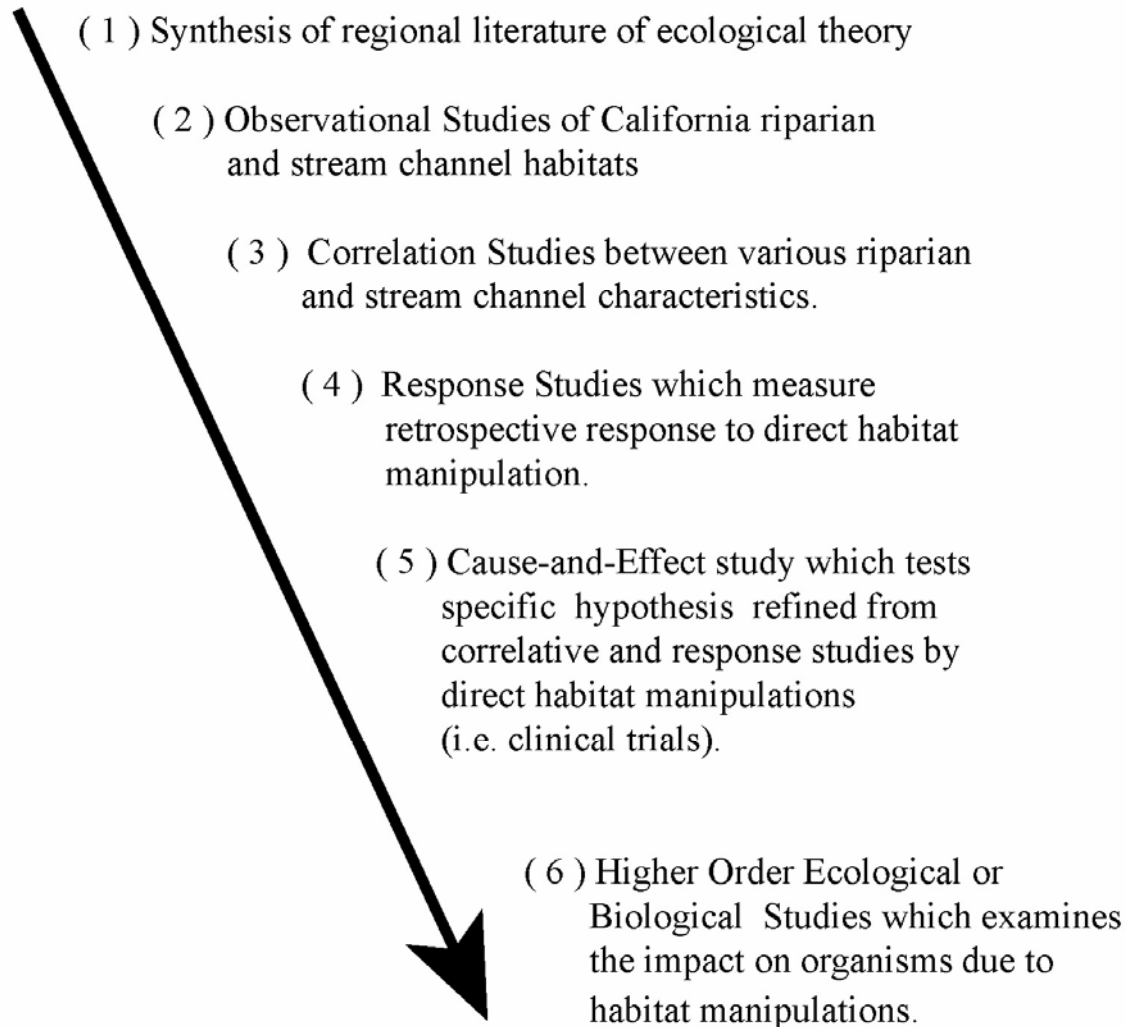 ( 1 ) Synthesis of regional literature of ecological theory
( 2 ) Observational Studies of California riparian
and stream channel habitats
( 3 ) Correlation Studies between various riparian
and stream channel characteristics.
( 4 ) Response Studies which measure
retrospective response to direct habitat
manipulation.
( 5 ) Cause-and-Effect study which tests
specific hypothesis refined from
correlative and response studies by
direct habitat manipulations
(i.e. clinical trials).
( 6 ) Higher Order Ecological or
Biological Studies which examines
the impact on organisms due to
habitat manipulations.